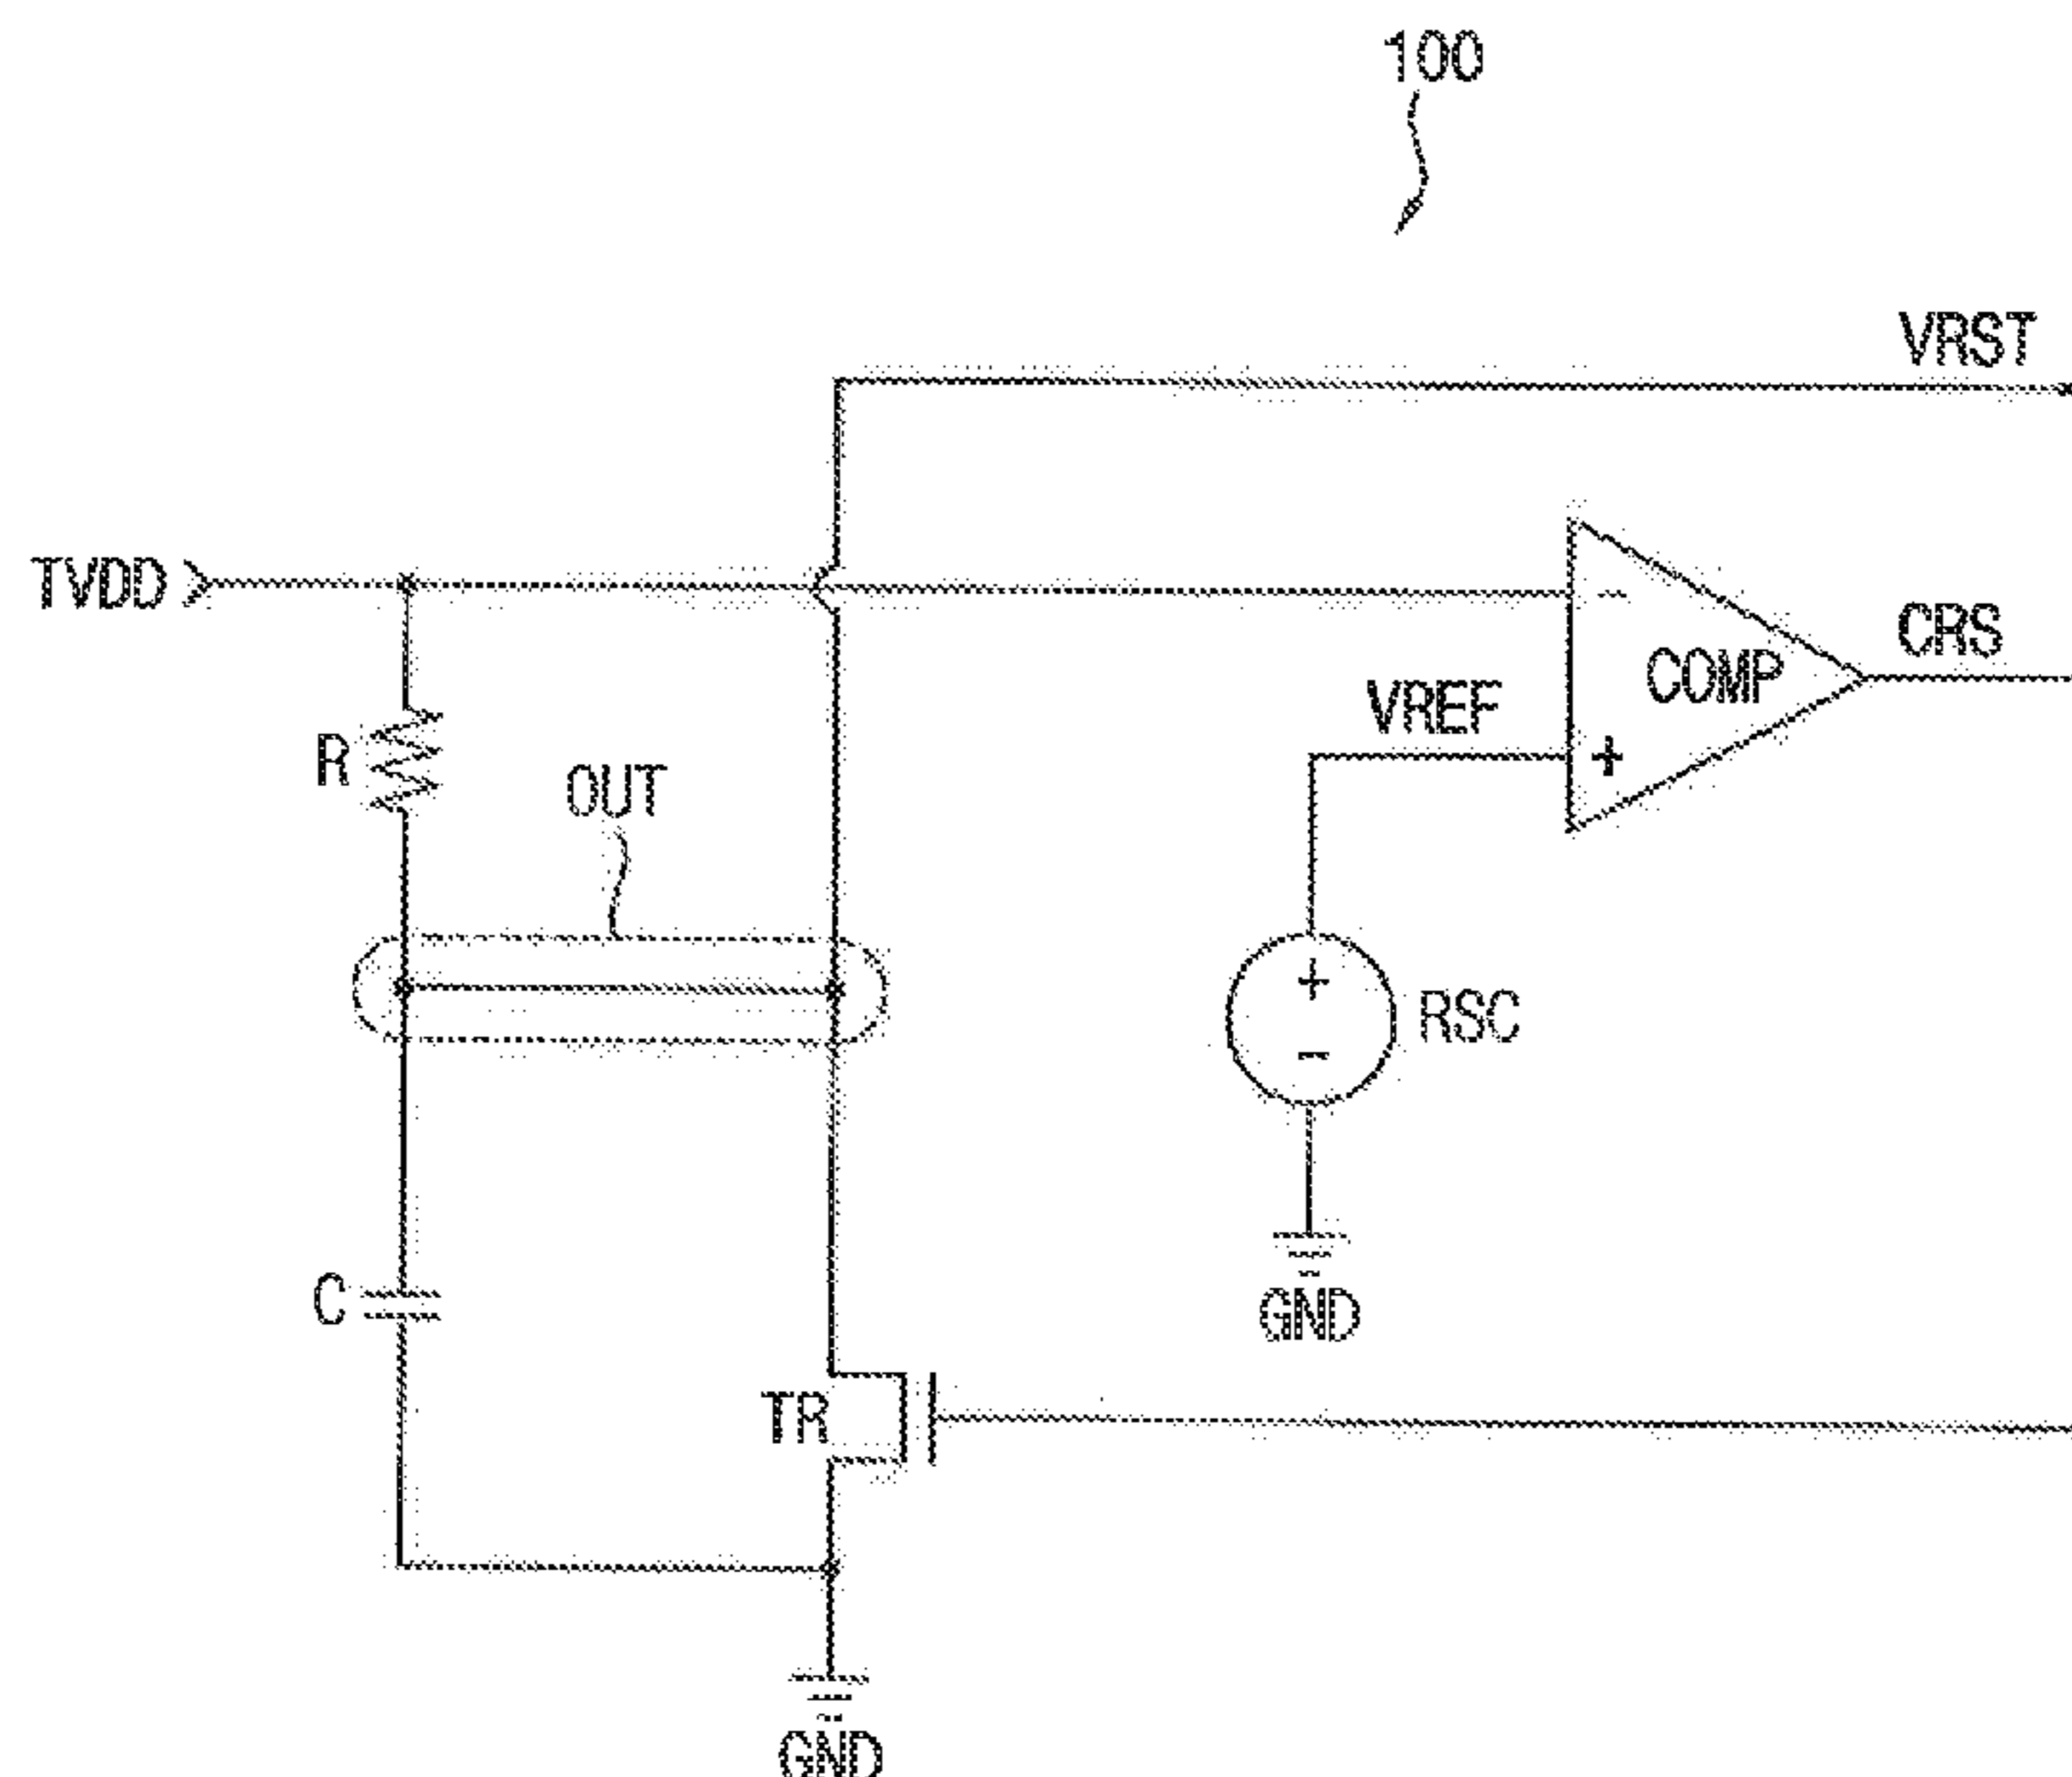 100
VRST
TVDD
-
CRS
COMP
VREF
R
+
OUT
+
RSC
-
C
GND
TR
GND